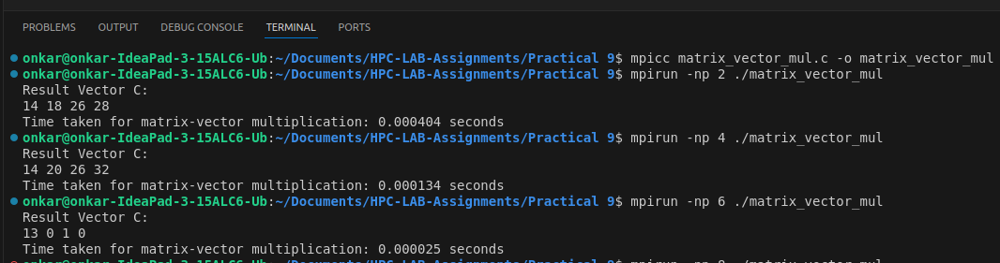 PROBLEMS OUTPUT DEBUG CONSOLE TERMINAL PORTS
onkar@onkar-IdeaPad-3-15ALC6-Ub:~/Documents/HPC-LAB-Assignments/Practical 9$ mpicc matrix_vector_mul.c -o matrix_vector_mul
onkar@onkar-IdeaPad-3-15ALC6-Ub:~/Documents/HPC-LAB-Assignments/Practical 9$ mpirun -np 2 ./matrix_vector_mul
Result Vector C:
14 18 26 28
Time taken for matrix-vector multiplication: 0.000404 seconds
onkar@onkar-IdeaPad-3-15ALC6-Ub:~/Documents/HPC-LAB-Assignments/Practical 9$ mpirun -np 4 ./matrix_vector_mul
Result Vector C:
14 20 26 32
Time taken for matrix-vector multiplication: 0.000134 seconds
onkar@onkar-IdeaPad-3-15ALC6-Ub:~/Documents/HPC-LAB-Assignments/Practical 9$ mpirun -np 6 ./matrix_vector_mul
Result Vector C:
13 0 1 0
Time taken for matrix-vector multiplication: 0.000025 seconds